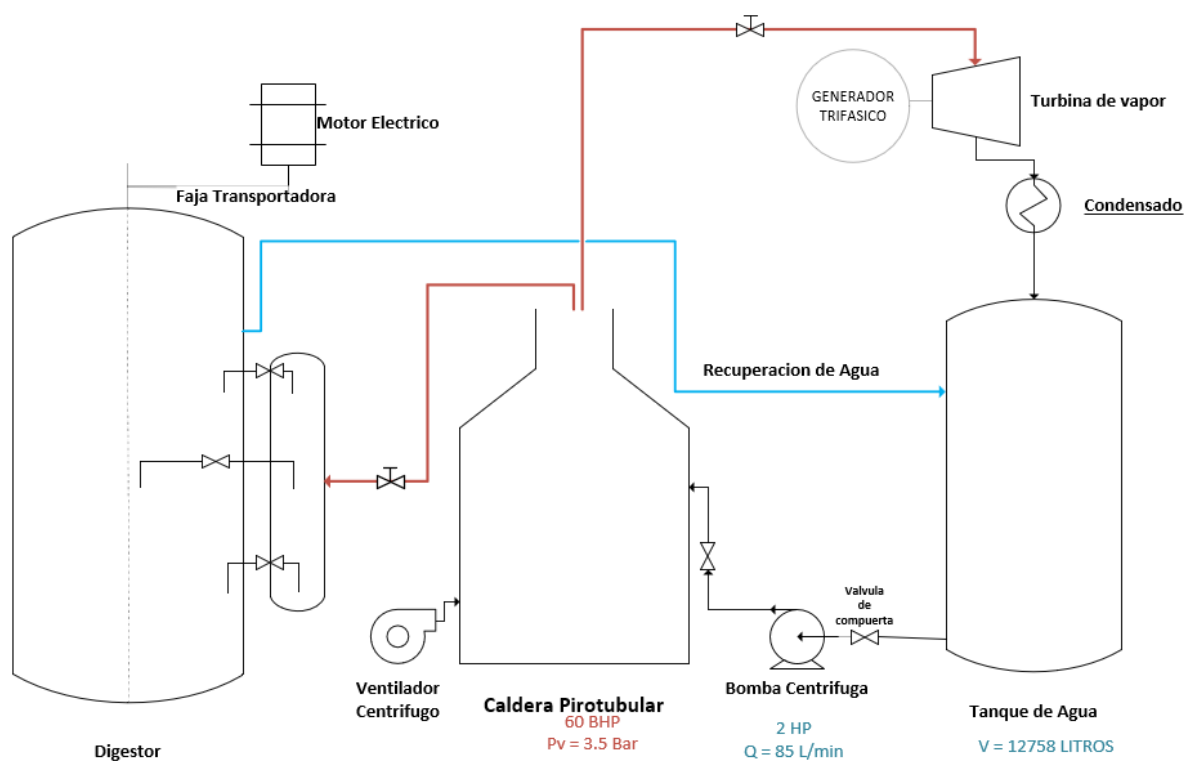 GENERADOR
TRIFASICO
Turbina de vapor
Motor Electrico
Faja Transportadora
Condensado
Recuperacion de Agua
Valvula
de
compuerta
Ventilador
Centrifugo
Caldera Pirotubular
60 BHP
Pv = 3.5 Bar
Bomba Centrifuga
2 HP
Q = 85 L/min
Tanque de Agua
V = 12758 LITROS
Digestor